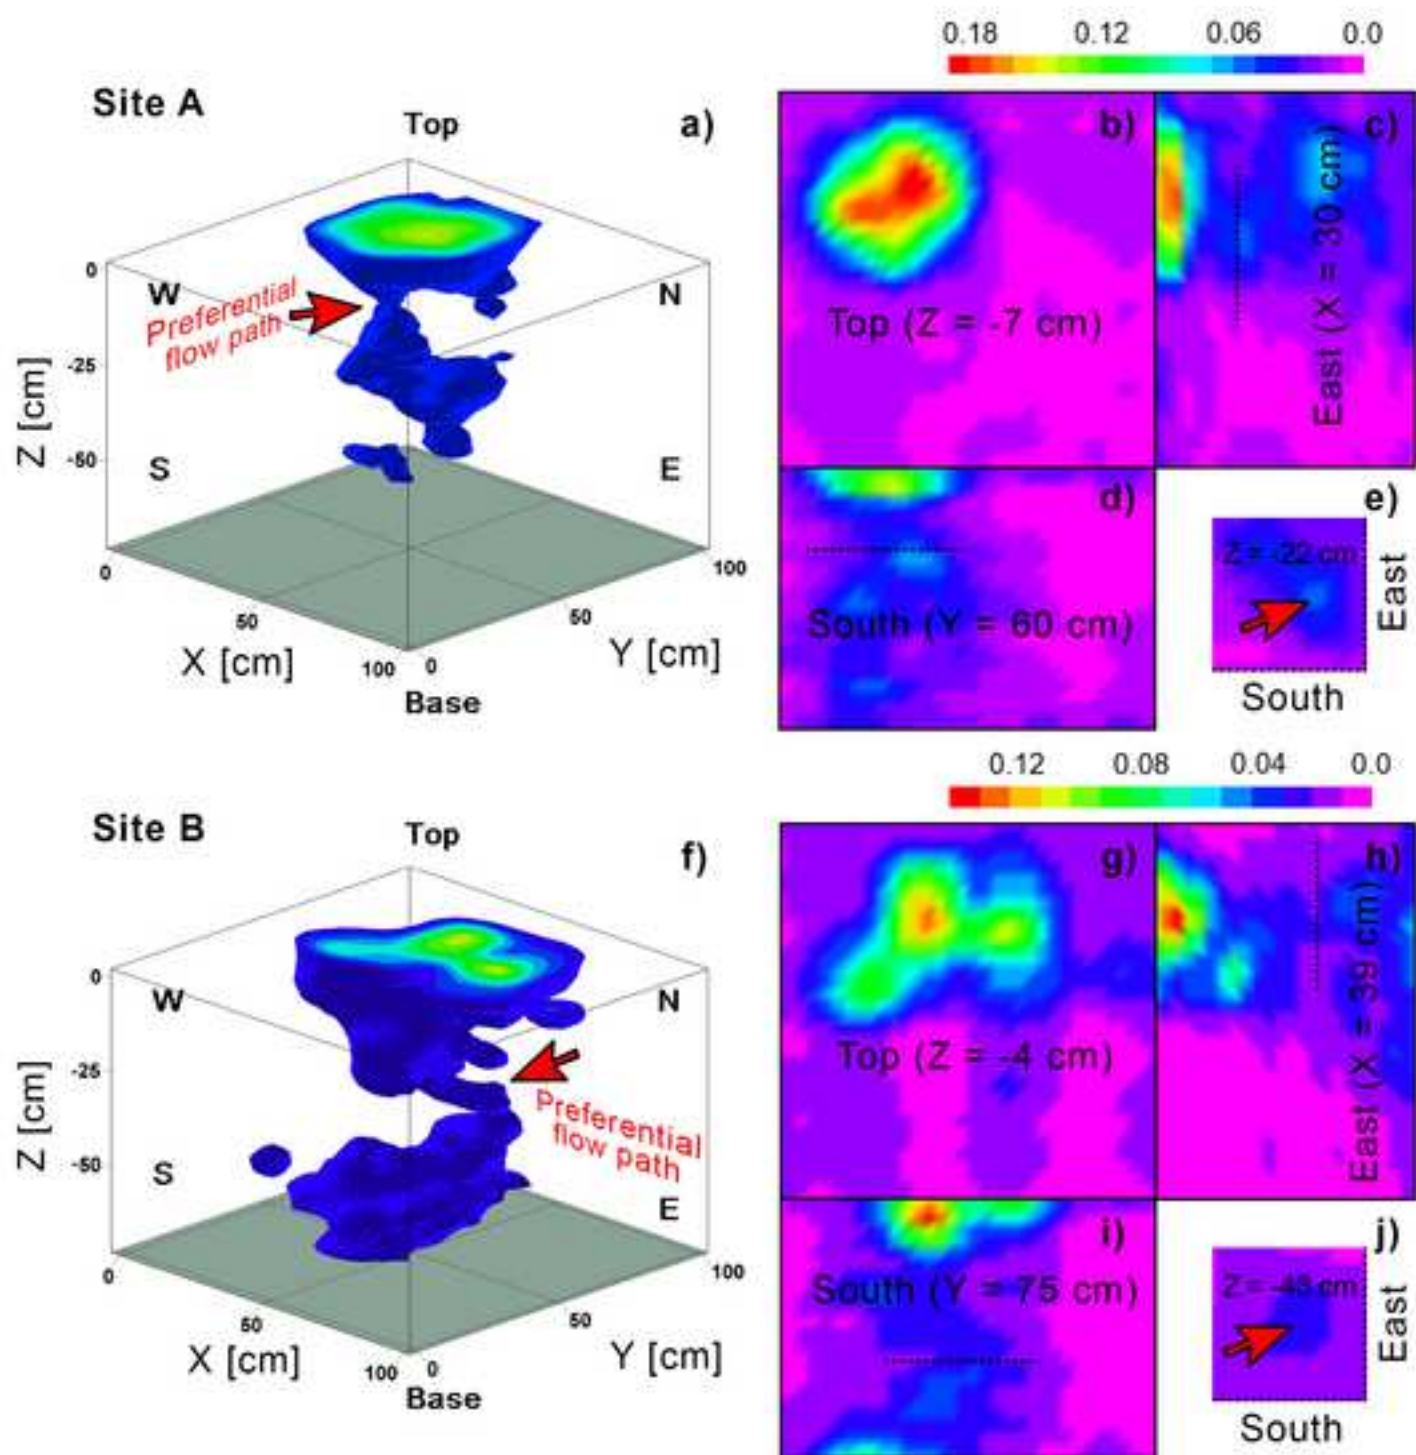 0.18 0.12 0.06 0.0
Site A
Top
a)
b)
c)
0
W
N
Preferential
flow path
Top (Z = -7 cm)
East (X = 30 cm)
-25
Z [cm]
-50
S
E
d)
e)
Z = -22 cm
East
South (Y = 60 cm)
South
0
50
100
X [cm]
0
50
100
Y [cm]
Base
0.12 0.08 0.04 0.0
Site B
Top
f)
g)
h)
0
W
N
-25
Z [cm]
-50
Preferential
flow path
Top (Z = -4 cm)
East (X = 39 cm)
S
E
i)
j)
South (Y = 75 cm)
East
South
0
50
100
X [cm]
0
50
100
Y [cm]
Base